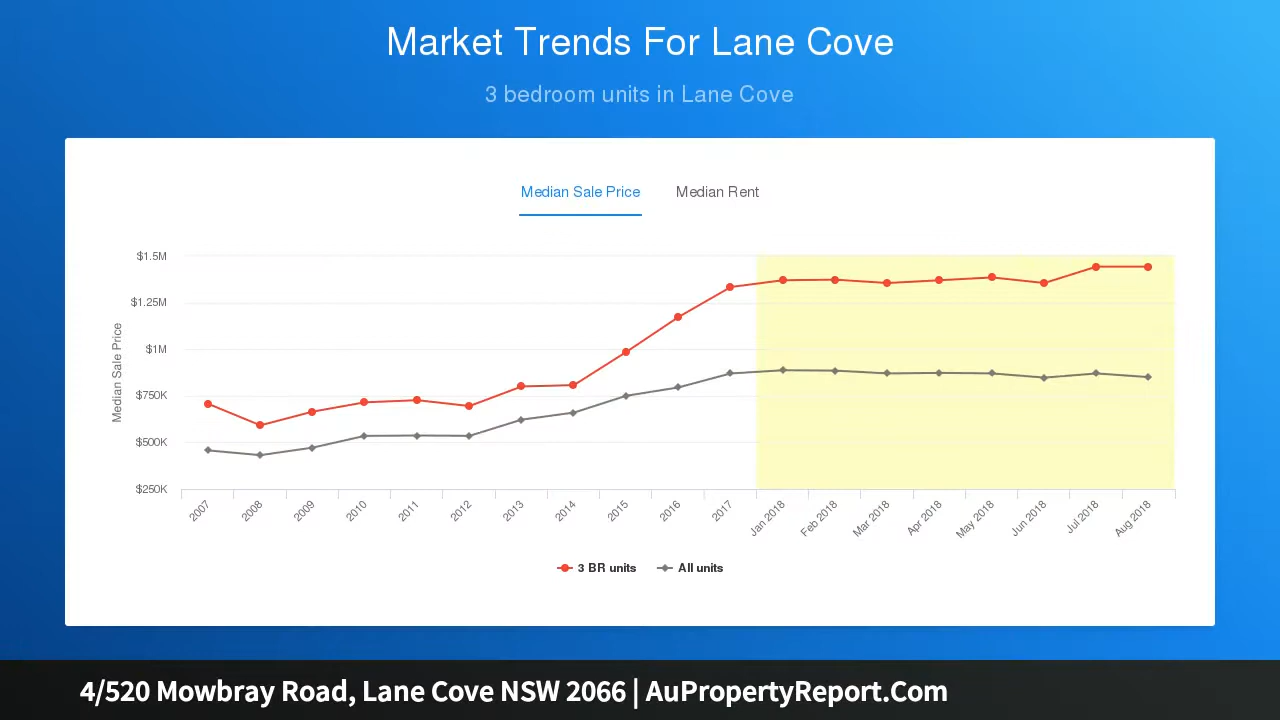 Market Trends For Lane Cove
3 bedroom units in Lane Cove
Median Sale Price Median Rent
Median Sale Price
$1.5M
$1.25M
$1M
$750K
$500K
$250K
2007 2008 2009 2010 2011 2012 2013 2014 2015 2016 2017 Jan 2018 Feb 2018 Mar 2018 Apr 2018 May 2018 Jun 2018 Jul 2018 Aug 2018
3 BR units All units
4/520 Mowbray Road, Lane Cove NSW 2066 | AuPropertyReport.Com